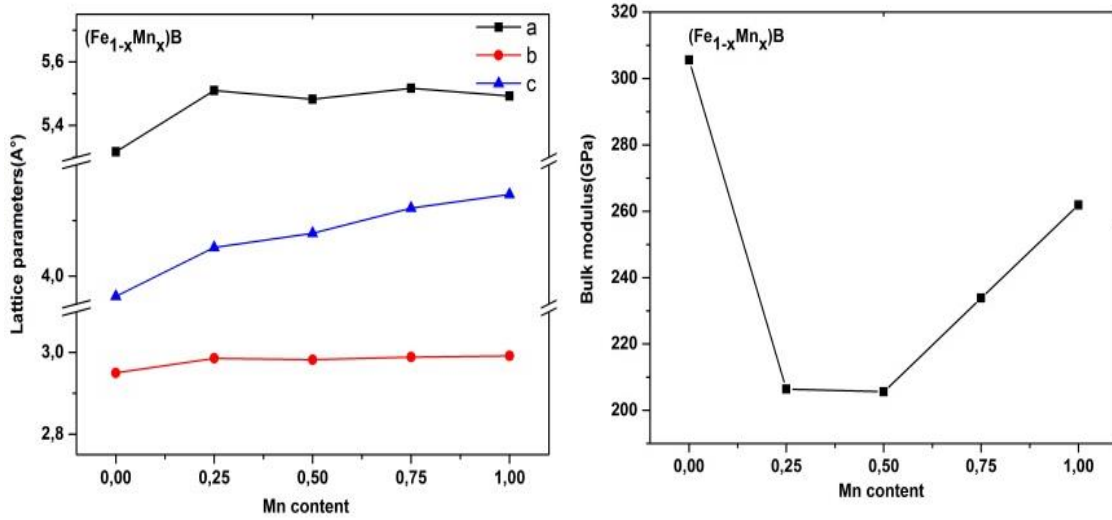 (Fe1-xMnx)B
a
b
c
5,6
5,4
4,0
3,0
2,8
Lattice parameters(A°)
0,00 0,25 0,50 0,75 1,00
Mn content
(Fe1-xMnx)B
320
300
280
260
240
220
200
Bulk modulus(GPa)
0,00 0,25 0,50 0,75 1,00
Mn content